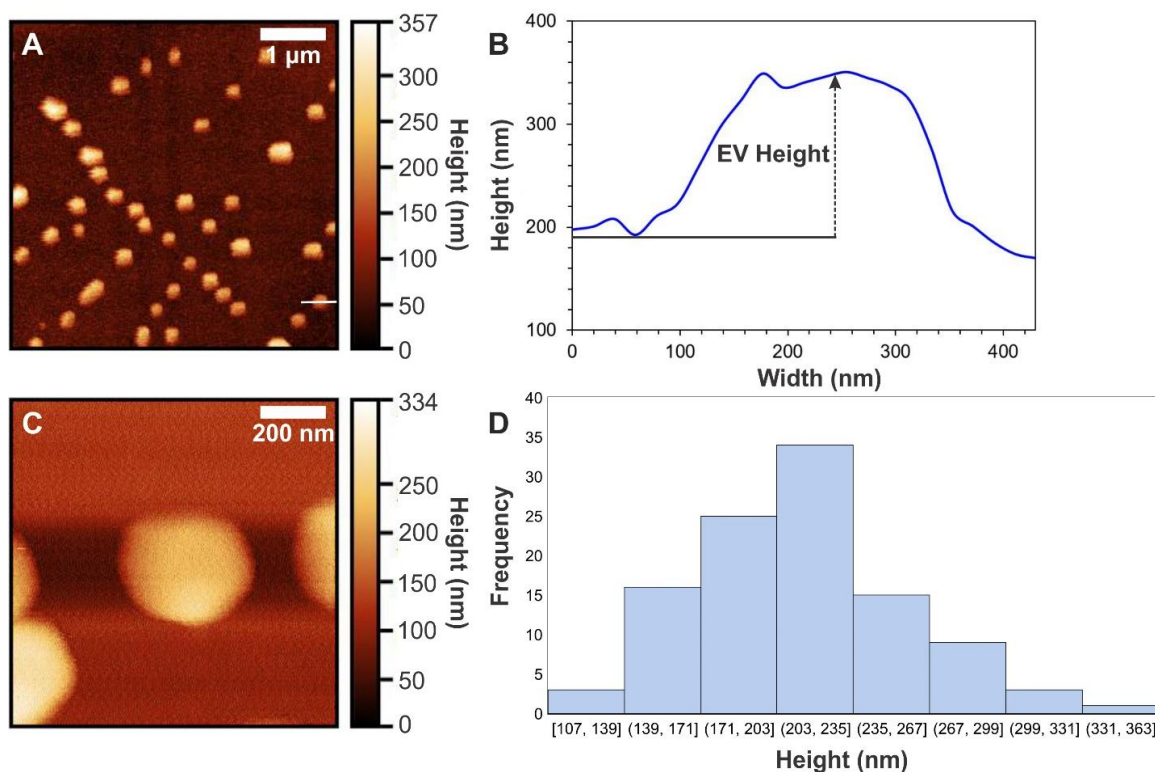 A
1 µm
357
300
250
200
150
100
50
0
Height (nm)
B
400
300
200
100
Height (nm)
EV Height
0
100
200
300
400
Width (nm)
C
200 nm
334
250
200
150
100
50
0
Height (nm)
D
40
35
30
25
20
15
10
5
0
Frequency
[107, 139] (139, 171] (171, 203] (203, 235] (235, 267] (267, 299] (299, 331] (331, 363]
Height (nm)